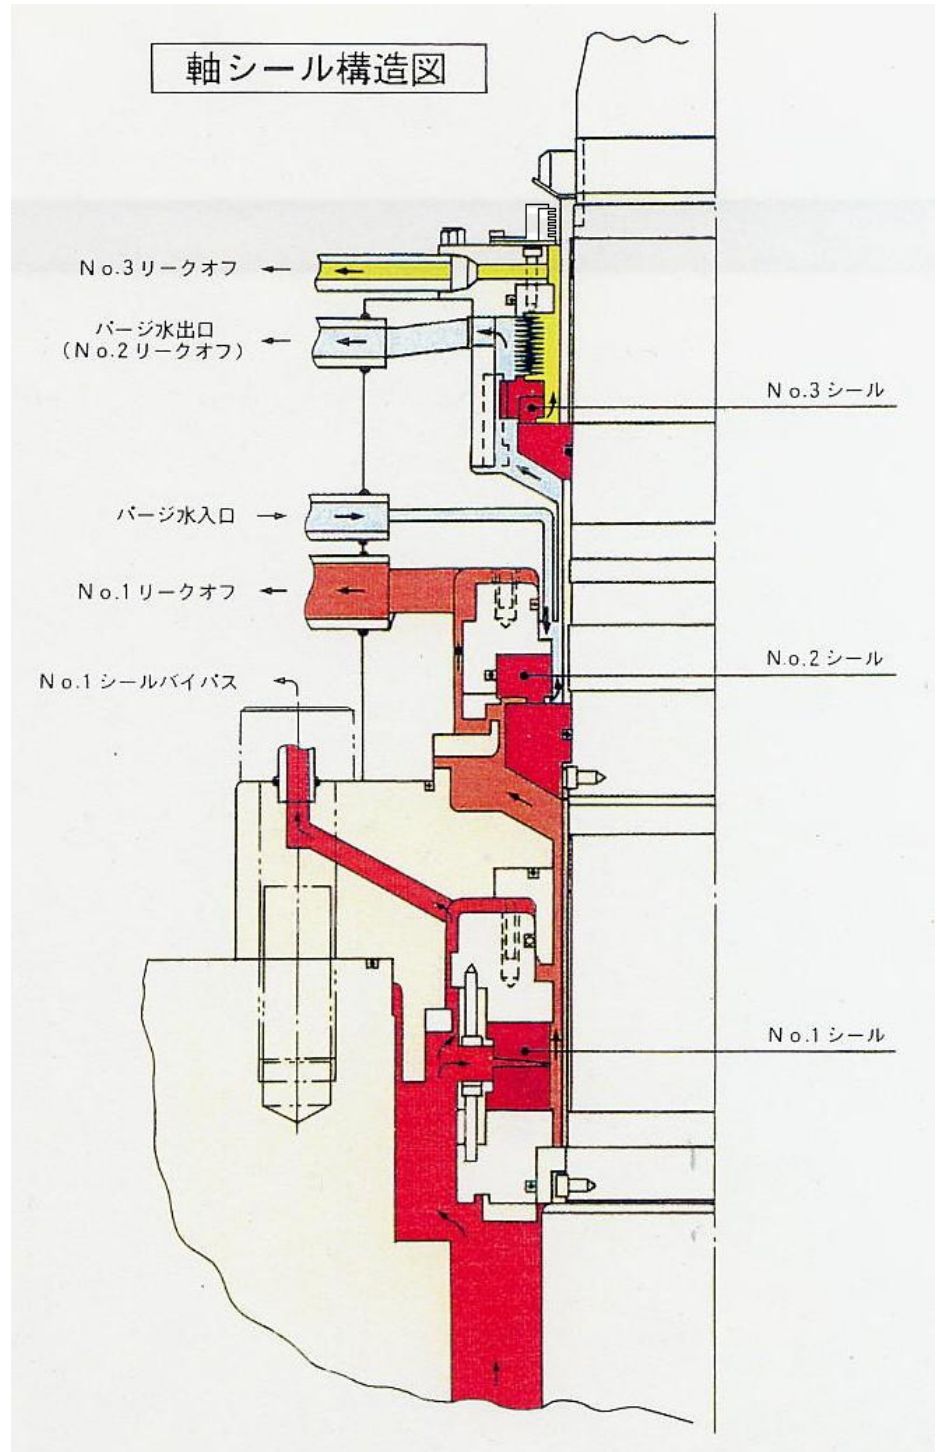 軸シール構造図
No.3リークオフ
パージ水出口
(No.2リークオフ)
No.3シール
パージ水入口
No.1リークオフ
No.2シール
No.1シールバイパス
No.1シール